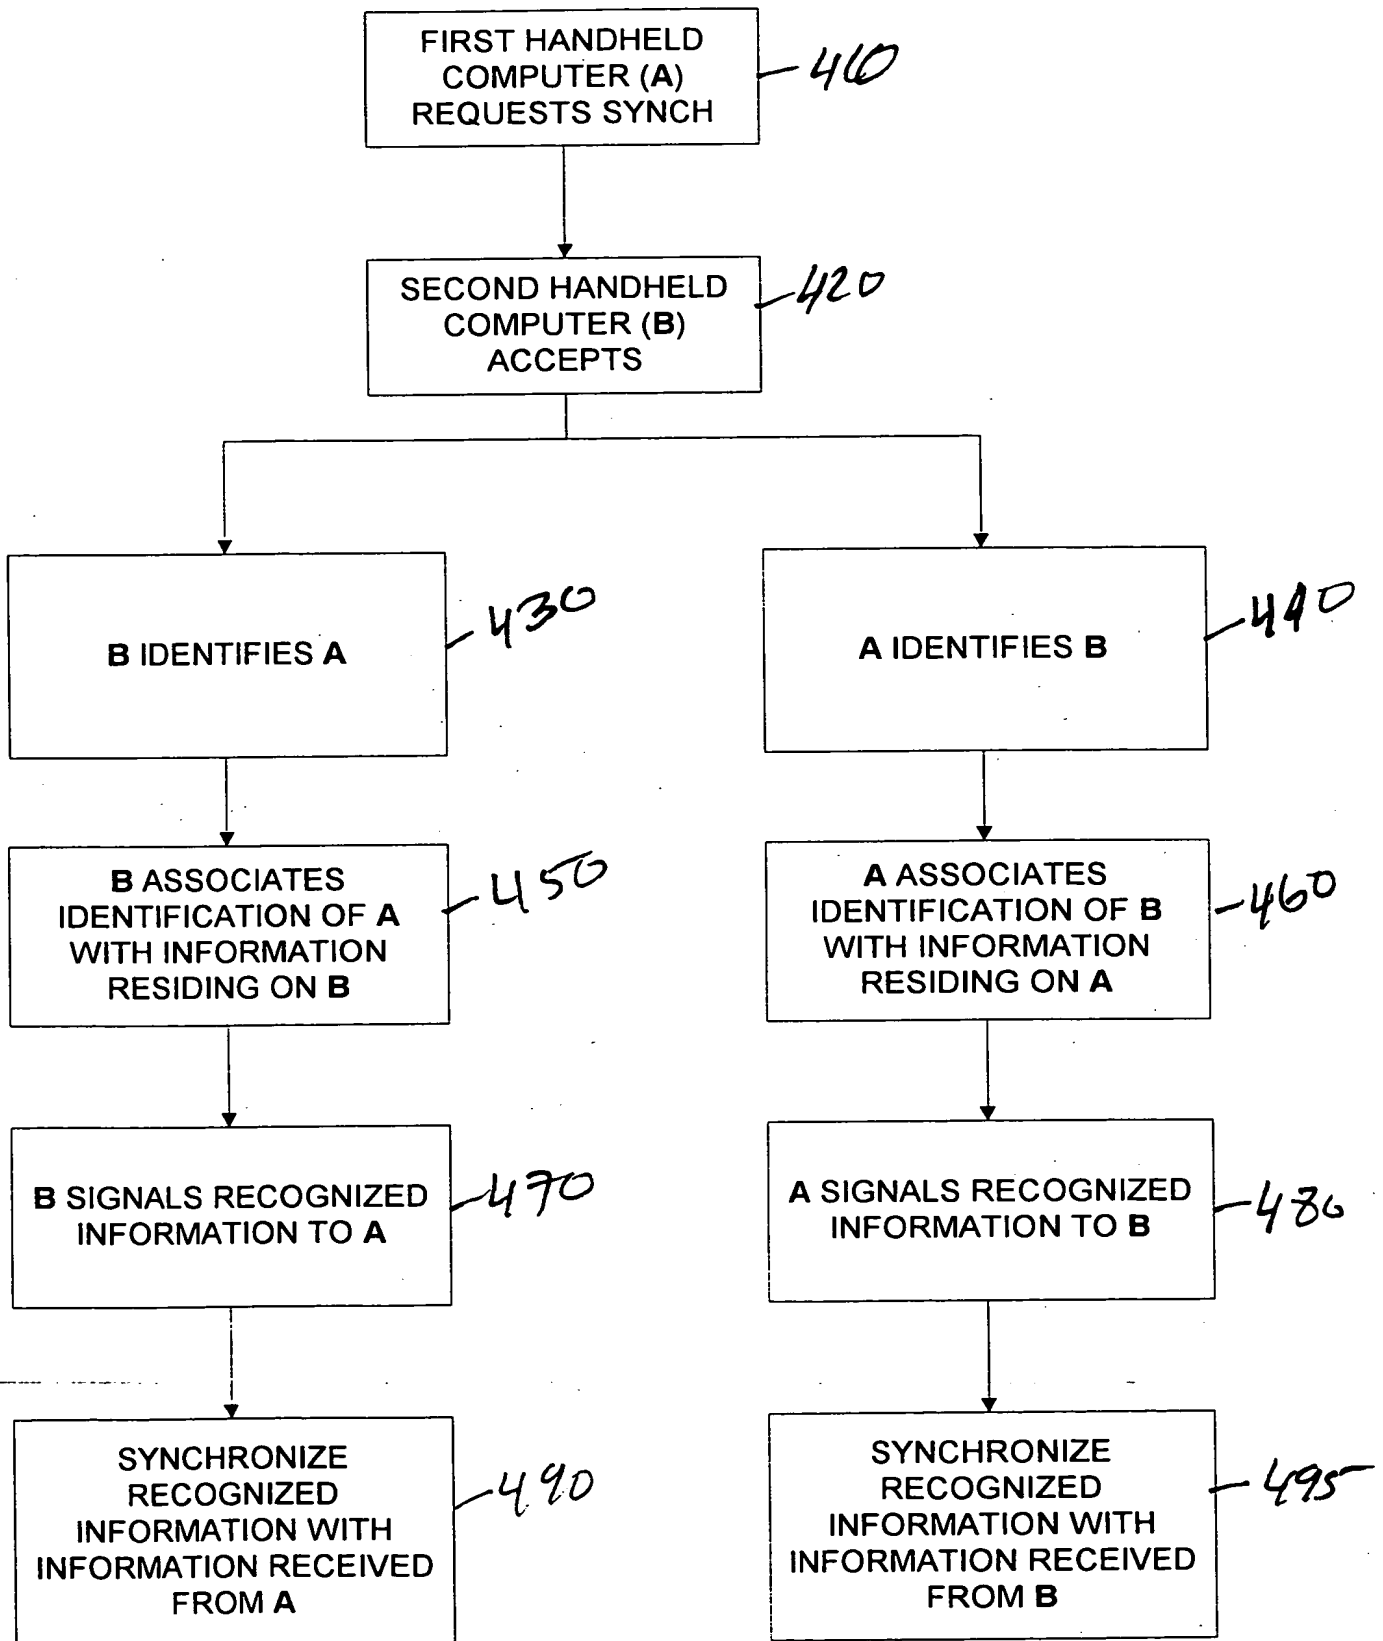 FIRST HANDHELD
COMPUTER (A)
REQUESTS SYNCH
410
SECOND HANDHELD
COMPUTER (B)
ACCEPTS
420
B IDENTIFIES A
430
A IDENTIFIES B
440
B ASSOCIATES
IDENTIFICATION OF A
WITH INFORMATION
RESIDING ON B
450
A ASSOCIATES
IDENTIFICATION OF B
WITH INFORMATION
RESIDING ON A
460
B SIGNALS RECOGNIZED
INFORMATION TO A
470
A SIGNALS RECOGNIZED
INFORMATION TO B
480
SYNCHRONIZE
RECOGNIZED
INFORMATION WITH
INFORMATION RECEIVED
FROM A
490
SYNCHRONIZE
RECOGNIZED
INFORMATION WITH
INFORMATION RECEIVED
FROM B
495